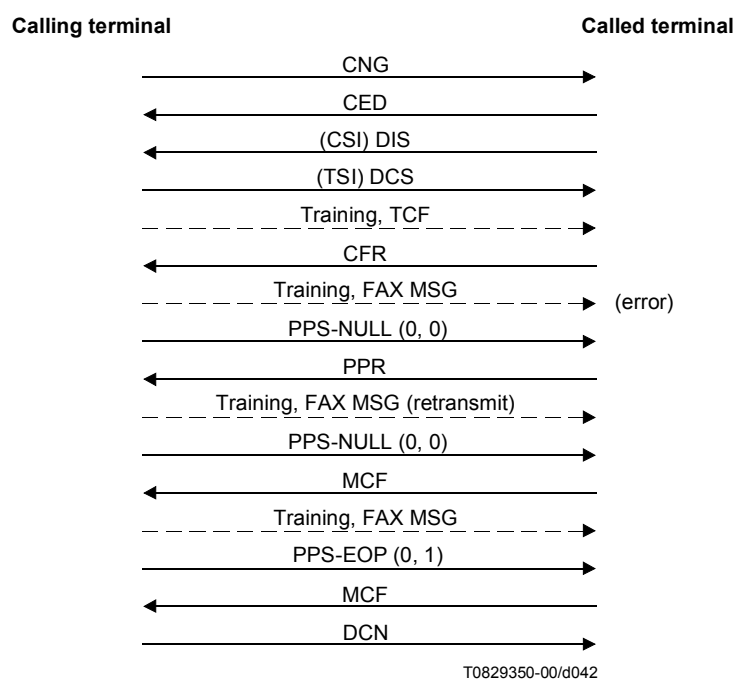 Calling terminal
Called terminal
CNG
CED
(CSI) DIS
(TSI) DCS
Training, TCF
CFR
Training, FAX MSG
(error)
PPS-NULL (0, 0)
PPR
Training, FAX MSG (retransmit)
PPS-NULL (0, 0)
MCF
Training, FAX MSG
PPS-EOP (0, 1)
MCF
DCN
T0829350-00/d042